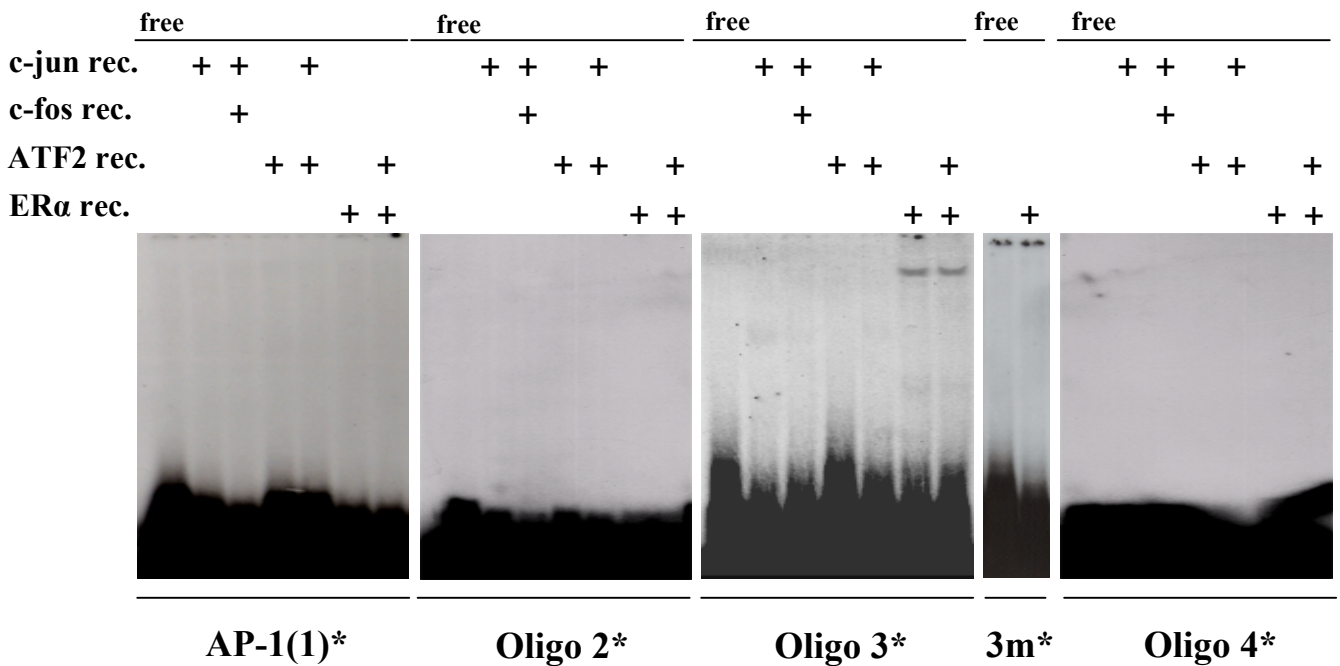 free free free free free
c-jun rec. + + + + + + + + + + + +
c-fos rec. + + + +
ATF2 rec. + + + + + + + + + + + +
ERα rec. + + + + + + + + +
AP-1(1)* Oligo 2* Oligo 3* 3m* Oligo 4*